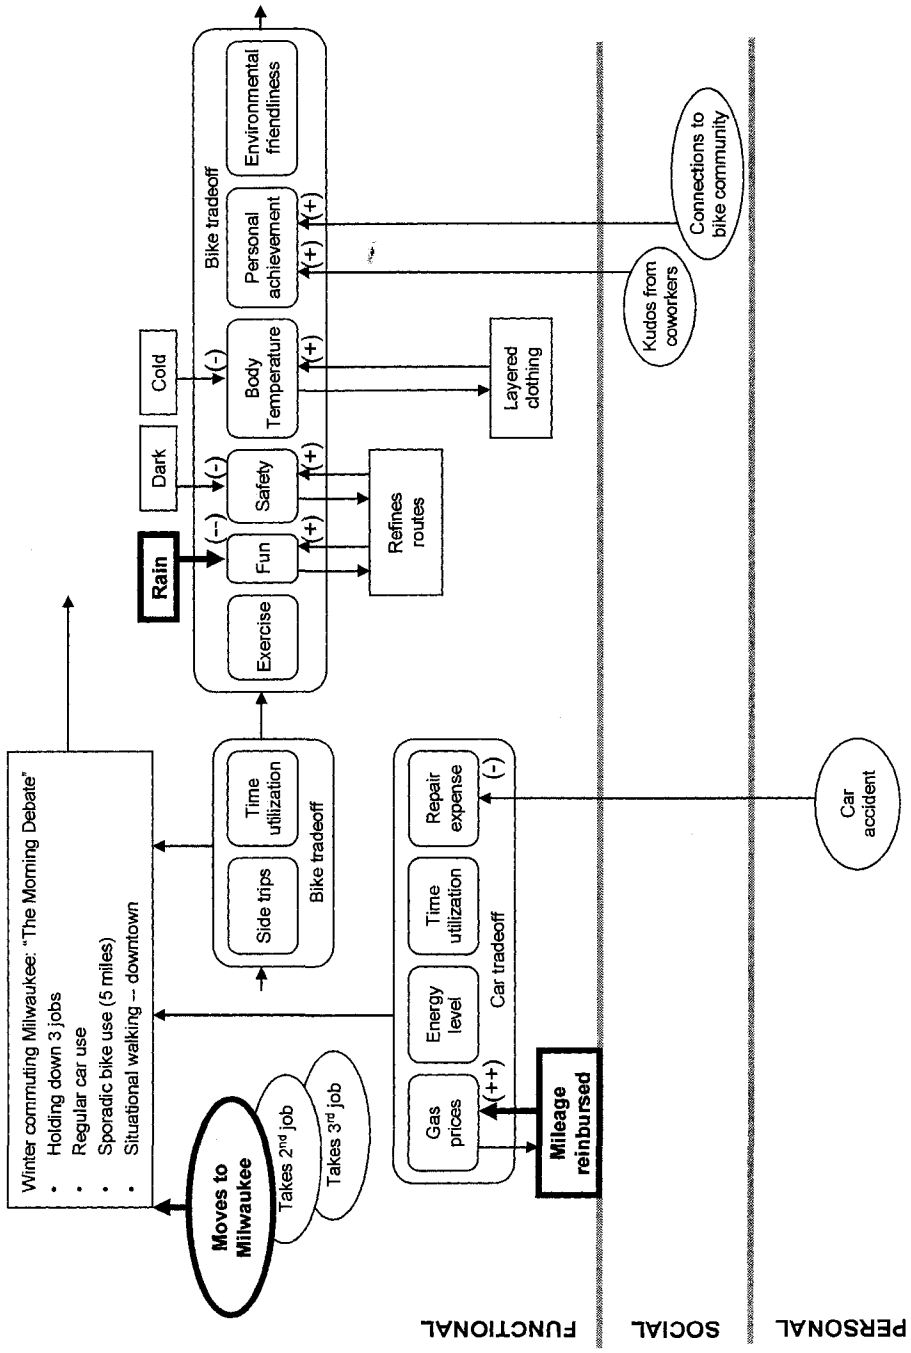 Winter commuting Milwaukee: “The Morning Debate”
• Holding down 3 jobs
• Regular car use
• Sporadic bike use (5 miles)
• Situational walking -- downtown
Moves to
Milwaukee
Takes 2nd job
Takes 3rd job
Side trips
Time
utilization
Bike tradeoff
Rain
Dark
Cold
(--)
(-)
(-)
Bike tradeoff
Exercise
Fun
Safety
Body
Temperature
Personal
achievement
Environmental
friendliness
(+)
(+)
(+)
(+)
(+)
Refines
routes
Layered
clothing
Gas
prices
Energy
level
Time
utilization
Repair
expense
(++)
Car tradeoff
(-)
Mileage
reinbursed
Kudos from
coworkers
Connections to
bike community
Car
accident
FUNCTIONAL
SOCIAL
PERSONAL